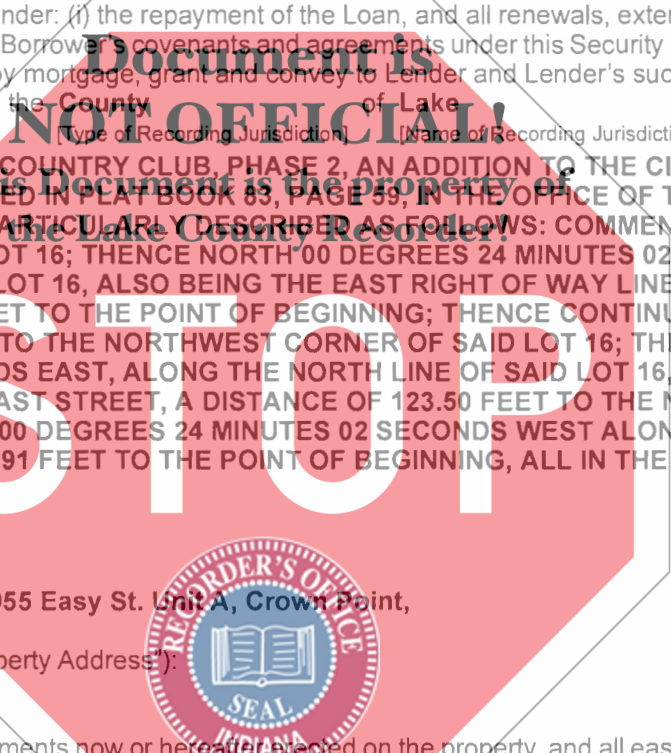 nder: (i) the repayment of the Loan, and all renewals, exten
Borrower's covenants and agreements under this Security
Document is
y mortgage, grant and convey to Lender and Lender's suc
the County of Lake
NOT OFFICIAL!
[Type of Recording Jurisdiction] [Name of Recording Jurisdicti
COUNTRY CLUB, PHASE 2, AN ADDITION TO THE CI
is Document is the property of
ED IN PLAT BOOK 83, PAGE 59, IN THE OFFICE OF T
the Lake County Recorder!
ARTICULARLY DESCRIBED AS FOLLOWS: COMMEN
OT 16; THENCE NORTH 00 DEGREES 24 MINUTES 02
LOT 16, ALSO BEING THE EAST RIGHT OF WAY LINE
ET TO THE POINT OF BEGINNING; THENCE CONTINU
TO THE NORTHWEST CORNER OF SAID LOT 16; THE
DS EAST, ALONG THE NORTH LINE OF SAID LOT 16,
AST STREET, A DISTANCE OF 123.50 FEET TO THE N
00 DEGREES 24 MINUTES 02 SECONDS WEST ALON
91 FEET TO THE POINT OF BEGINNING, ALL IN THE
STOP
055 Easy St. Unit A, Crown Point,
perty Address"):
RECORDER'S OFFICE
SEAL
INDIANA
ments now or hereafter erected on the property, and all eas